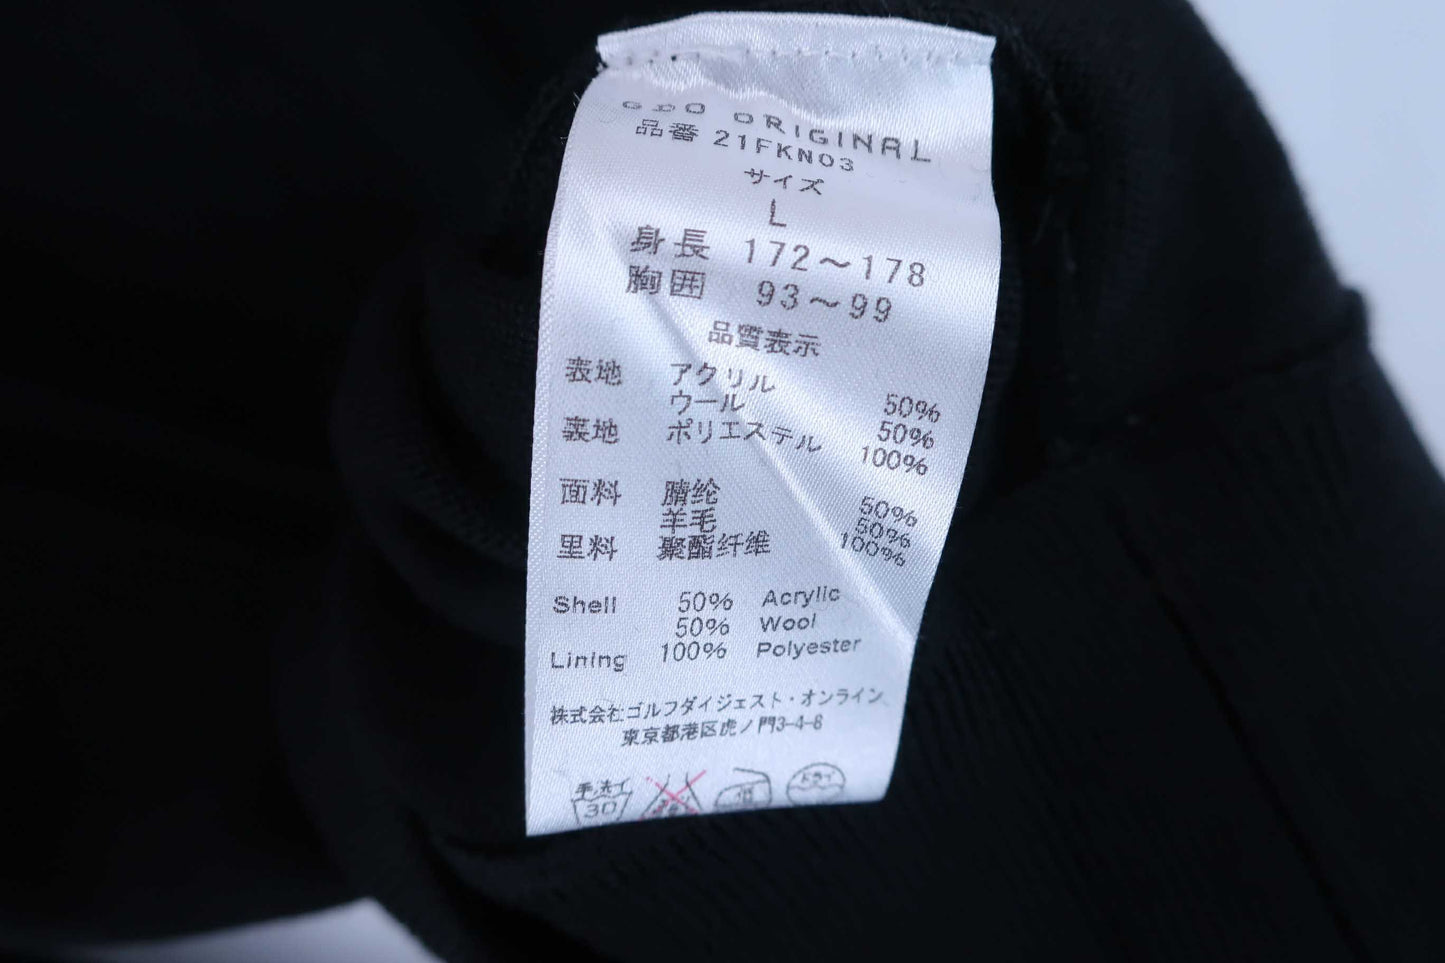 GDO ORIGINAL
品番 21FKN03
サイズ
L
身長 172～178
胸囲 93～99
品質表示
表地 アクリル 50%
ウール 50%
裏地 ポリエステル 100%
面料 腈纶 50%
羊毛 50%
里料 聚酯纤维 100%
Shell 50% Acrylic
50% Wool
Lining 100% Polyester
株式会社ゴルフダイジェスト・オンライン
東京都港区虎ノ門3-4-8
手洗イ 30
低
ドライ